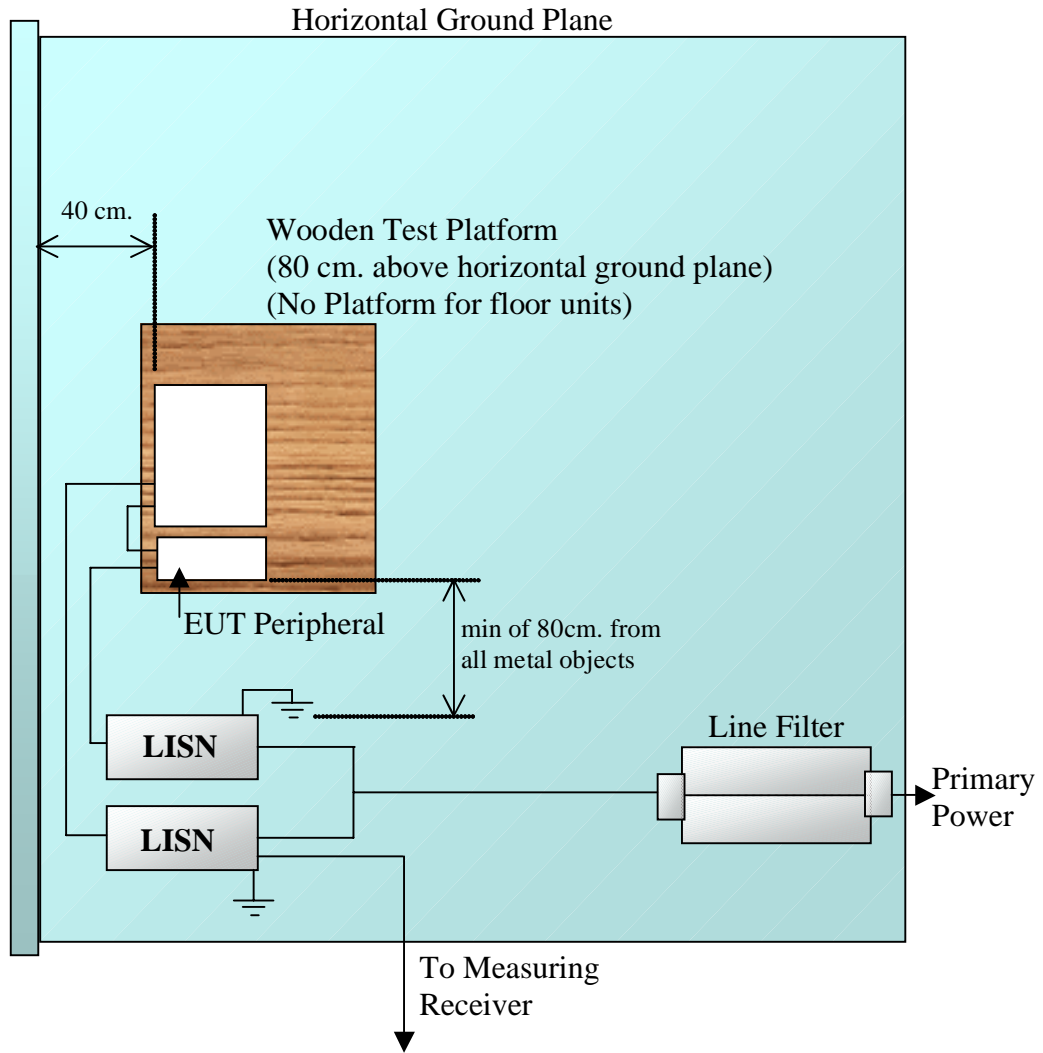 Horizontal Ground Plane
40 cm.
Wooden Test Platform
(80 cm. above horizontal ground plane)
(No Platform for floor units)
EUT Peripheral
min of 80cm. from
all metal objects
LISN
Line Filter
Primary
Power
LISN
To Measuring
Receiver